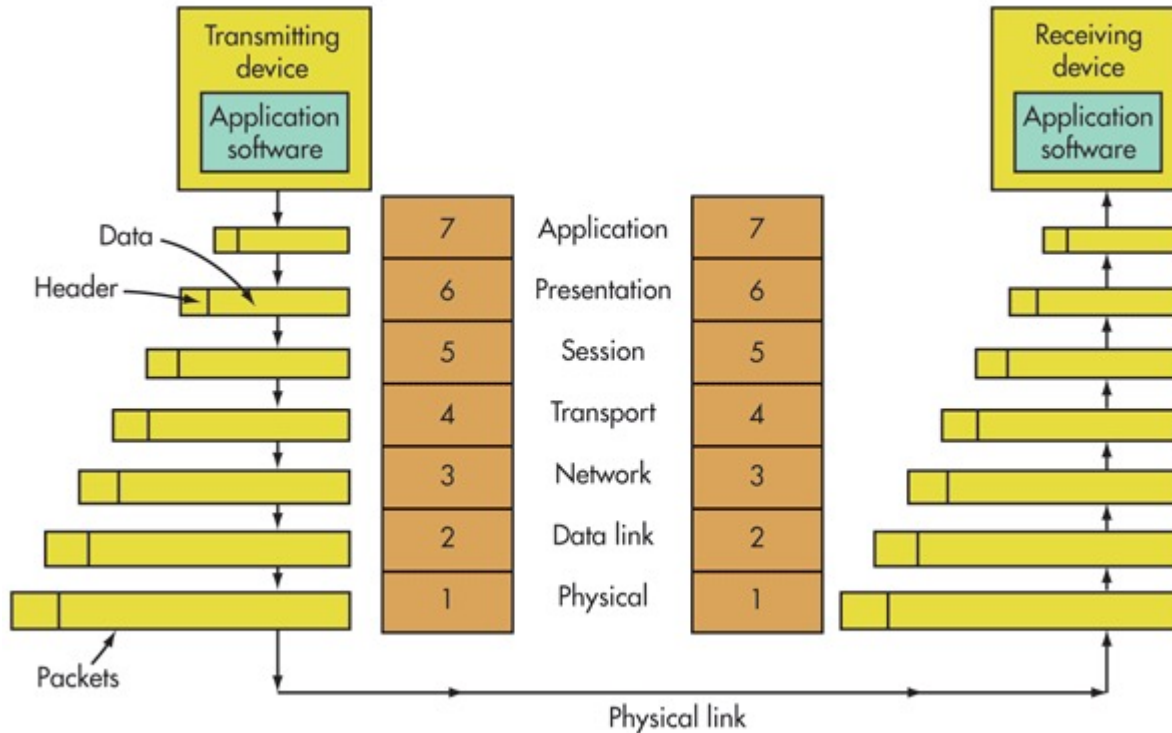 Transmitting
device
Application
software
Receiving
device
Application
software
Data
Header
7 Application 7
6 Presentation 6
5 Session 5
4 Transport 4
3 Network 3
2 Data link 2
1 Physical 1
Packets
Physical link